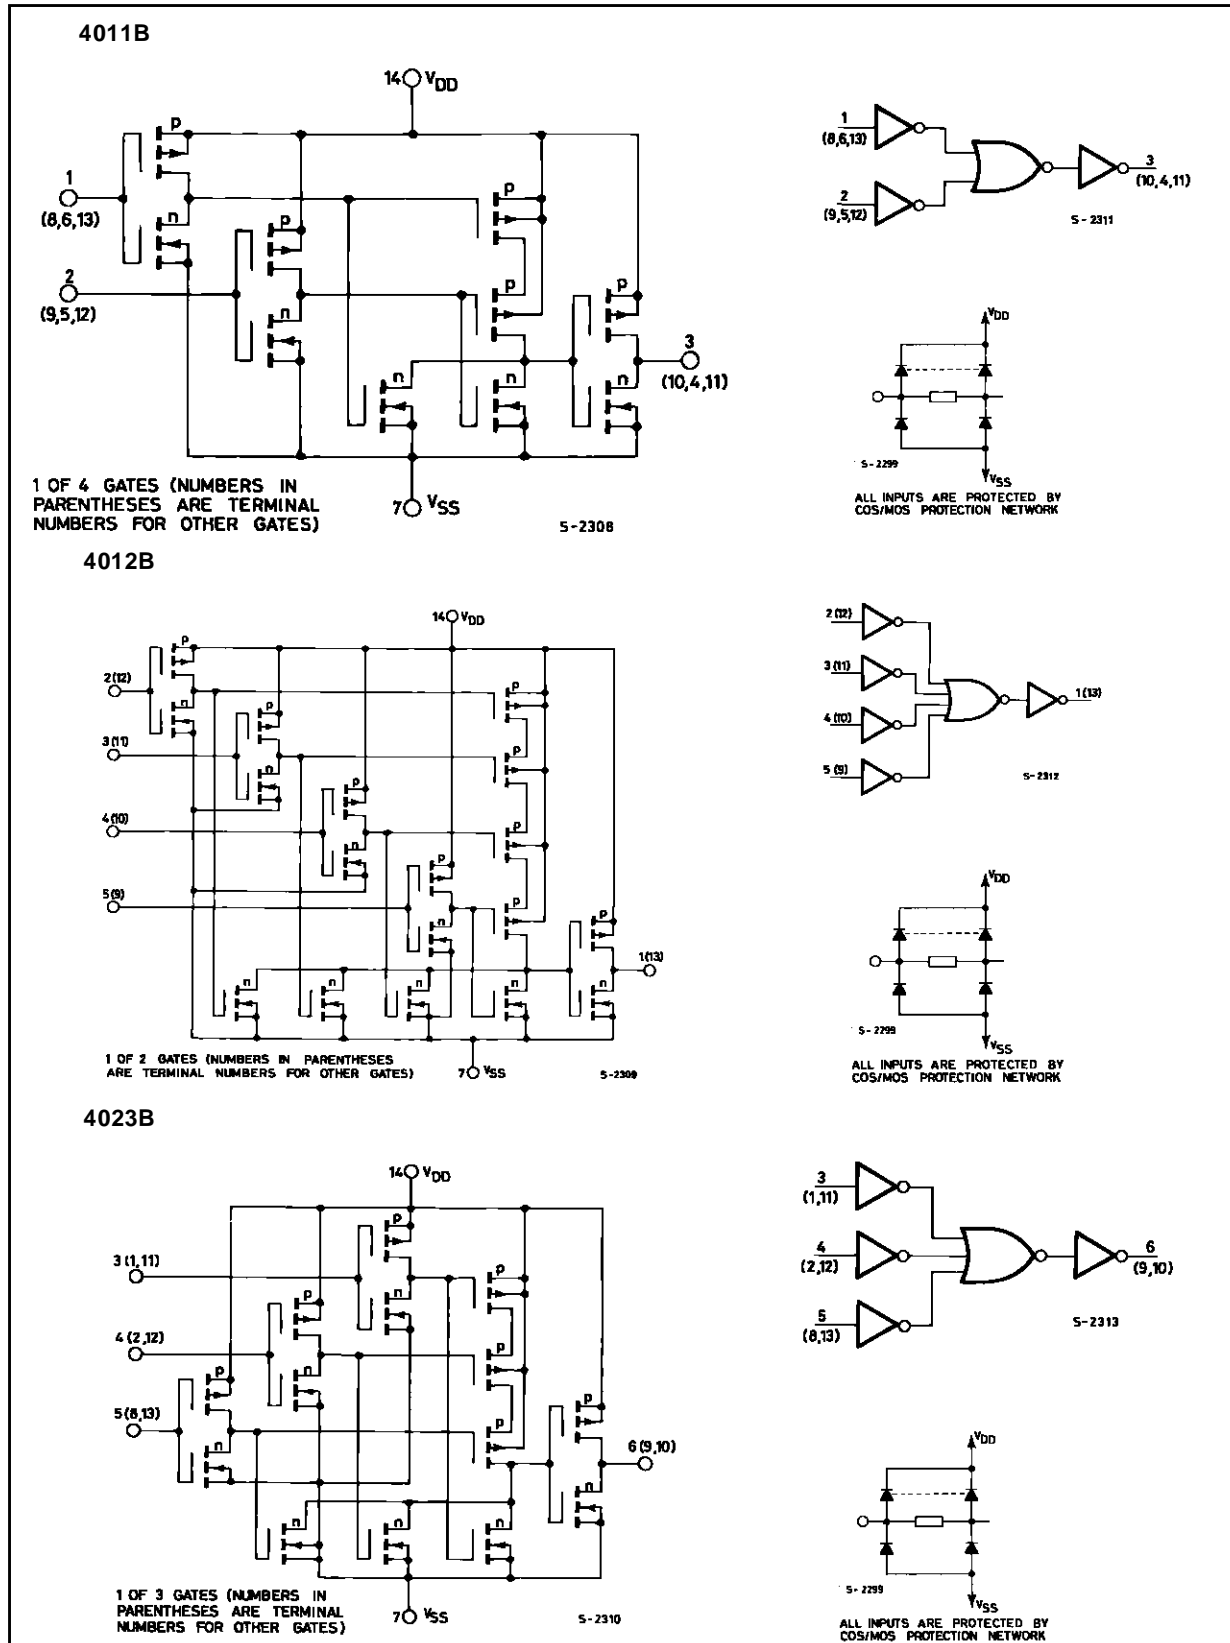 4011B
14 VDD
p
1
(8,6,13)
n
p
p
2
(9,5,12)
n
p
p
n
n
n
3
(10,4,11)
1 OF 4 GATES (NUMBERS IN
PARENTHESES ARE TERMINAL
NUMBERS FOR OTHER GATES)
7 VSS
S-2308
1
(8,6,13)
2
(9,5,12)
3
(10,4,11)
S-2311
VDD
S-2299
VSS
ALL INPUTS ARE PROTECTED BY
COS/MOS PROTECTION NETWORK
4012B
14 VDD
p
2(12)
n
p
p
3(11)
n
p
p
4(10)
n
p
p
5(9)
n
p
p
n
n
n
n
n
1(13)
1 OF 2 GATES (NUMBERS IN PARENTHESES
ARE TERMINAL NUMBERS FOR OTHER GATES)
7 VSS
S-2309
2(12)
3(11)
4(10)
5(9)
1(13)
S-2312
VDD
S-2299
VSS
ALL INPUTS ARE PROTECTED BY
COS/MOS PROTECTION NETWORK
4023B
14 VDD
p
3(1,11)
p
n
p
4(2,12)
p
n
p
5(8,13)
p
n
p
n
n
n
n
6(9,10)
1 OF 3 GATES (NUMBERS IN
PARENTHESES ARE TERMINAL
NUMBERS FOR OTHER GATES)
7 VSS
S-2310
3
(1,11)
4
(2,12)
5
(8,13)
6
(9,10)
S-2313
VDD
S-2299
VSS
ALL INPUTS ARE PROTECTED BY
COS/MOS PROTECTION NETWORK